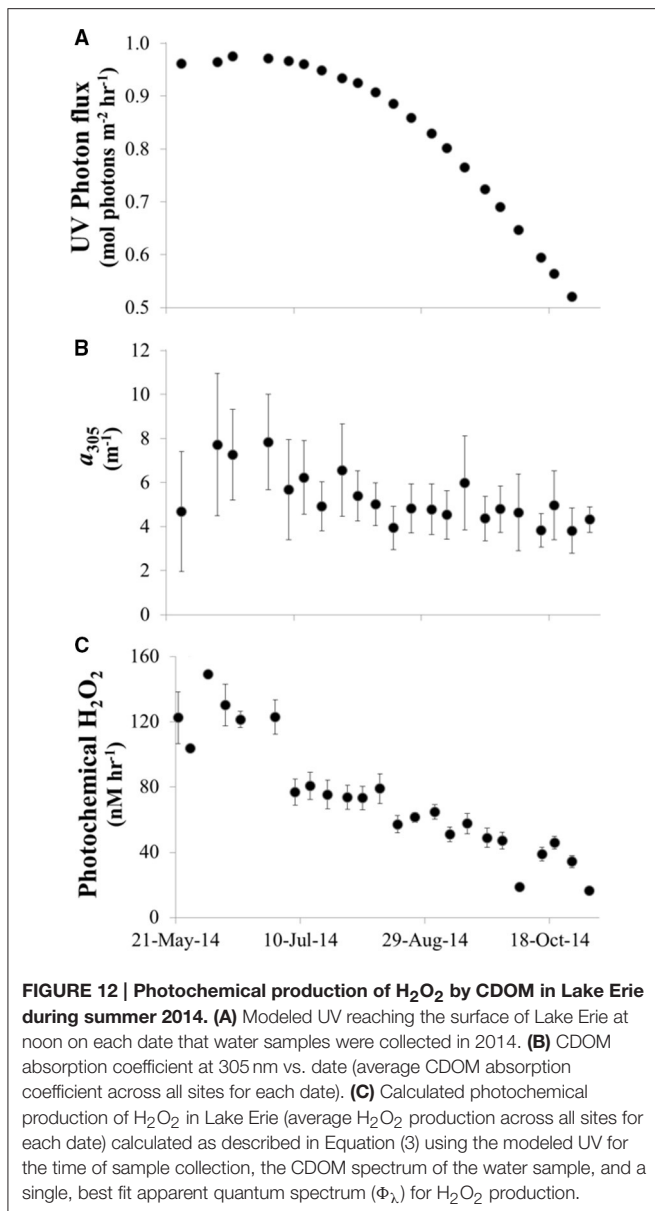 A
UV Photon flux
(mol photons m⁻² hr⁻¹)
1.0
0.9
0.8
0.7
0.6
0.5
B
a₃₀₅
(m⁻¹)
12
10
8
6
4
2
0
C
Photochemical H₂O₂
(nM hr⁻¹)
160
120
80
40
0
21-May-14 10-Jul-14 29-Aug-14 18-Oct-14
FIGURE 12 | Photochemical production of H₂O₂ by CDOM in Lake Erie
during summer 2014. (A) Modeled UV reaching the surface of Lake Erie at
noon on each date that water samples were collected in 2014. (B) CDOM
absorption coefficient at 305 nm vs. date (average CDOM absorption
coefficient across all sites for each date). (C) Calculated photochemical
production of H₂O₂ in Lake Erie (average H₂O₂ production across all sites for
each date) calculated as described in Equation (3) using the modeled UV for
the time of sample collection, the CDOM spectrum of the water sample, and a
single, best fit apparent quantum spectrum (Φλ) for H₂O₂ production.